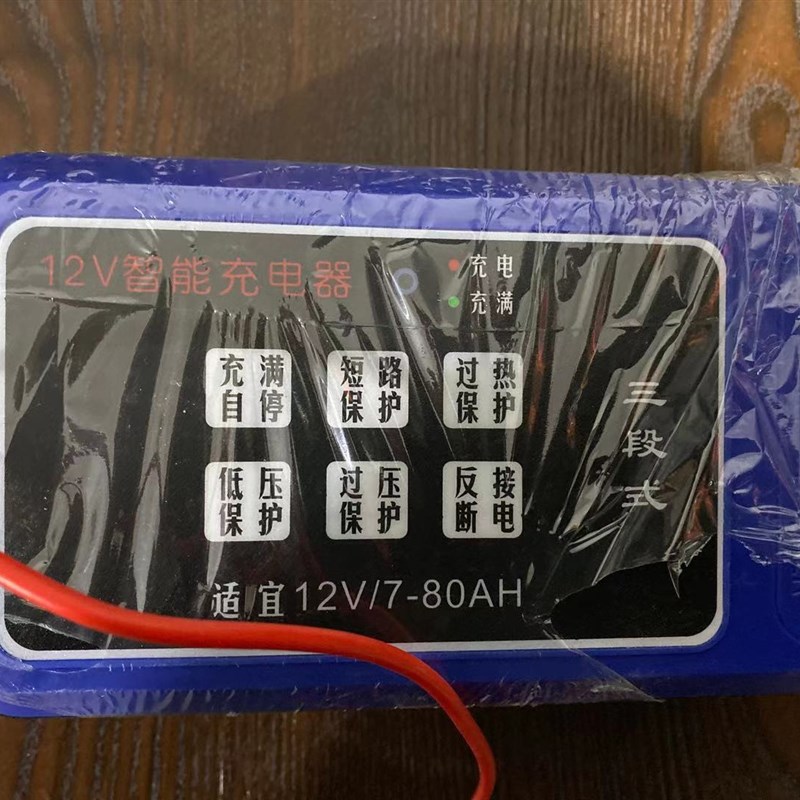 12V智能充电器
充电
充满
充满
自停
短路
保护
过热
保护
低压
保护
过压
保护
反接
断电
三段式
适宜12V/7-80AH